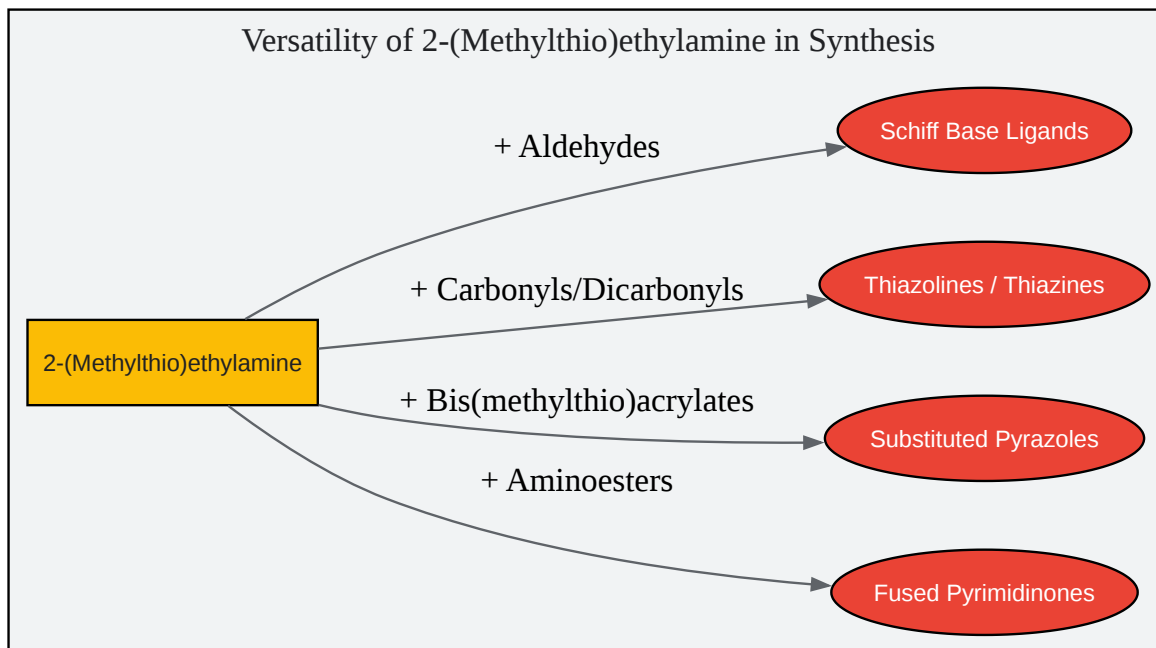 Versatility of 2-(Methylthio)ethylamine in Synthesis
Schiff Base Ligands
+ Aldehydes
+ Carbonyls/Dicarbonyls
Thiazolines / Thiazines
2-(Methylthio)ethylamine
+ Bis(methylthio)acrylates
Substituted Pyrazoles
+ Aminoesters
Fused Pyrimidinones